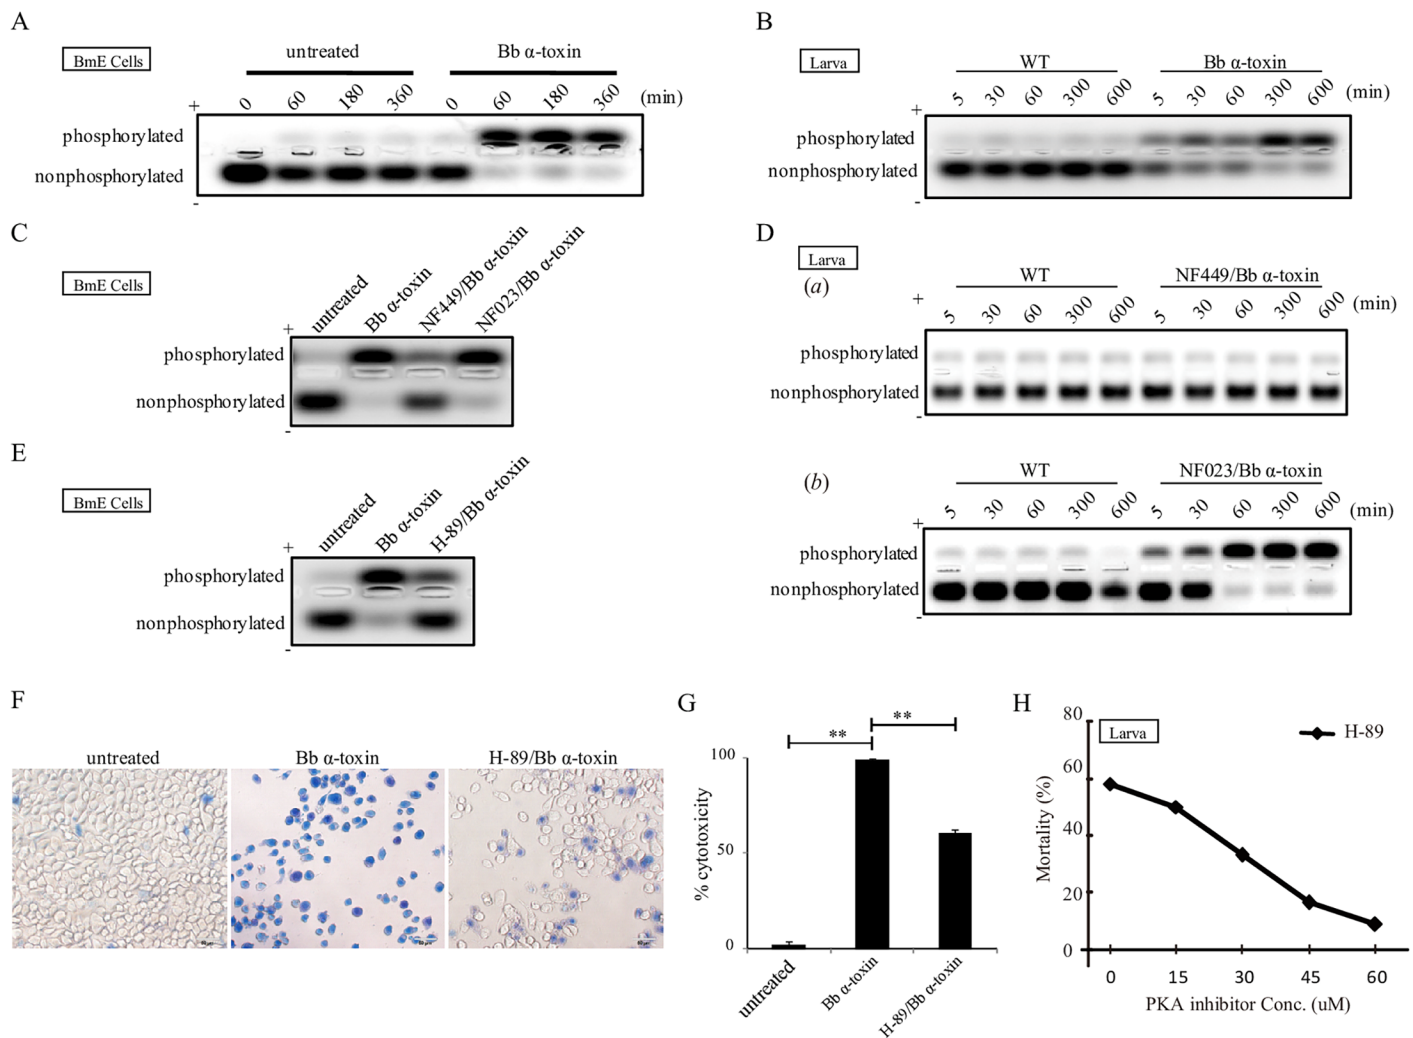 A
BmE Cells
untreated
Bb α-toxin
0
60
180
360
0
60
180
360
(min)
+
phosphorylated
nonphosphorylated
-
B
Larva
WT
Bb α-toxin
5
30
60
300
600
5
30
60
300
600
(min)
+
phosphorylated
nonphosphorylated
-
C
BmE Cells
untreated
Bb α-toxin
NF449/Bb α-toxin
NF023/Bb α-toxin
+
phosphorylated
nonphosphorylated
-
D
Larva
(a)
WT
NF449/Bb α-toxin
5
30
60
300
600
5
30
60
300
600
(min)
+
phosphorylated
nonphosphorylated
-
(b)
WT
NF023/Bb α-toxin
5
30
60
300
600
5
30
60
300
600
(min)
+
phosphorylated
nonphosphorylated
-
E
BmE Cells
untreated
Bb α-toxin
H-89/Bb α-toxin
+
phosphorylated
nonphosphorylated
-
F
untreated
Bb α-toxin
H-89/Bb α-toxin
G
**
**
100
50
0
% cytotoxicity
untreated
Bb α-toxin
H-89/Bb α-toxin
H
Larva
H-89
80
60
40
20
0
Mortality (%)
0
15
30
45
60
PKA inhibitor Conc. (uM)